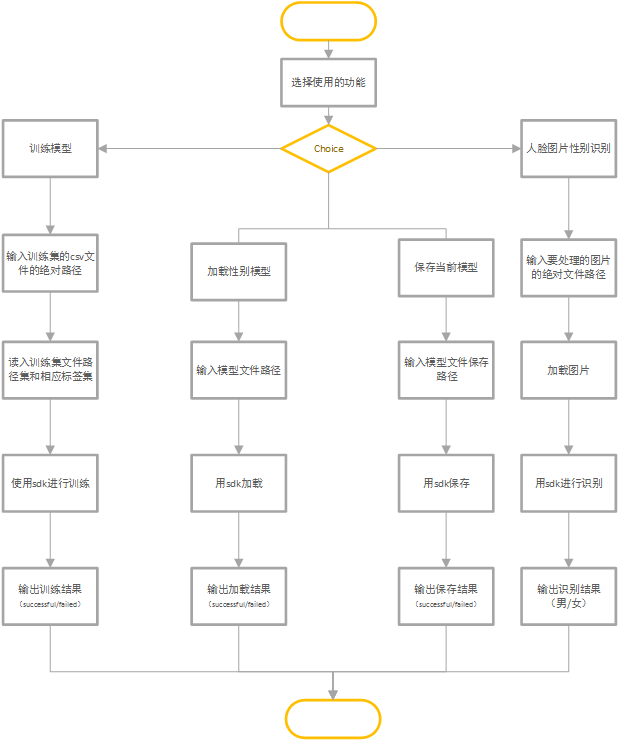 选择使用的功能
Choice
训练模型
人脸图片性别识别
输入训练集的csv文
件的绝对路径
加载性别模型
保存当前模型
输入要处理的图片
的绝对文件路径
读入训练集文件路
径集和相应标签集
输入模型文件路径
输入模型文件保存
路径
加载图片
使用sdk进行训练
用sdk加载
用sdk保存
用sdk进行识别
输出训练结果
（successful/failed）
输出加载结果
（successful/failed）
输出保存结果
（successful/failed）
输出识别结果
（男/女）